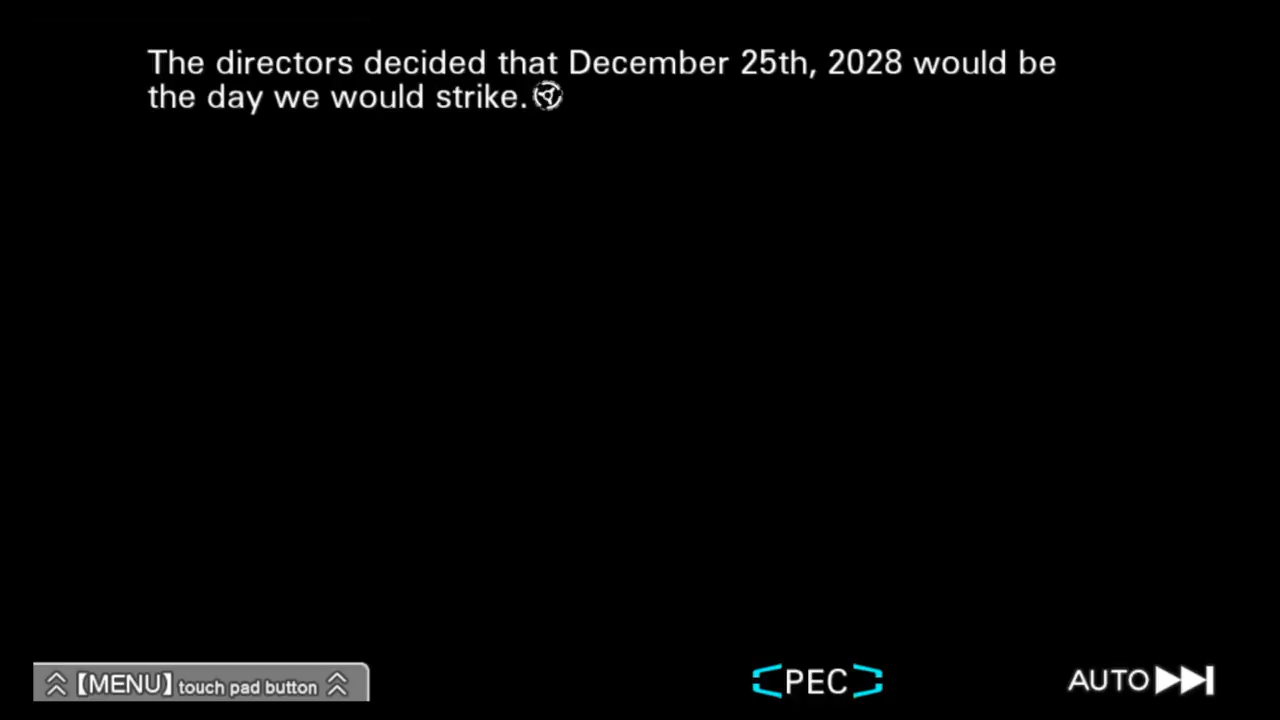 The directors decided that December 25th, 2028 would be
the day we would strike.
【MENU】touch pad button
PEC
AUTO